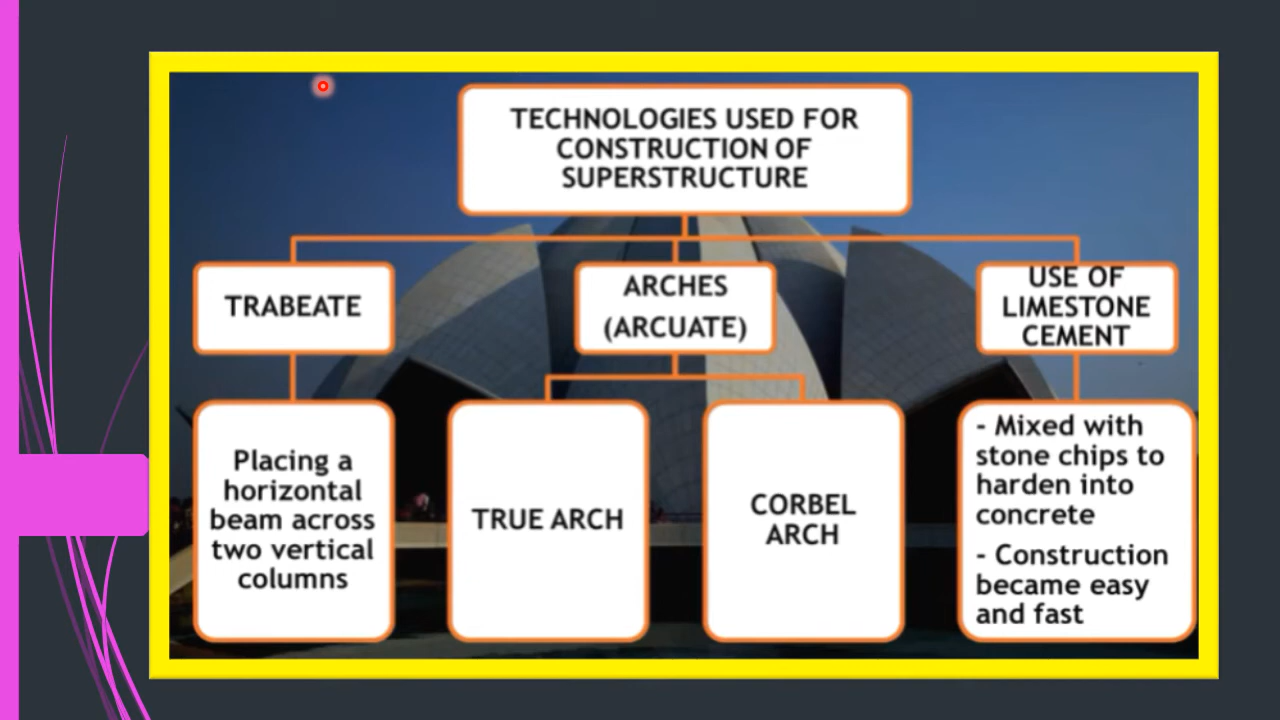 TECHNOLOGIES USED FOR
CONSTRUCTION OF
SUPERSTRUCTURE
TRABEATE
ARCHES
(ARCUATE)
USE OF
LIMESTONE
CEMENT
Placing a
horizontal
beam across
two vertical
columns
TRUE ARCH
CORBEL
ARCH
- Mixed with
stone chips to
harden into
concrete
- Construction
became easy
and fast